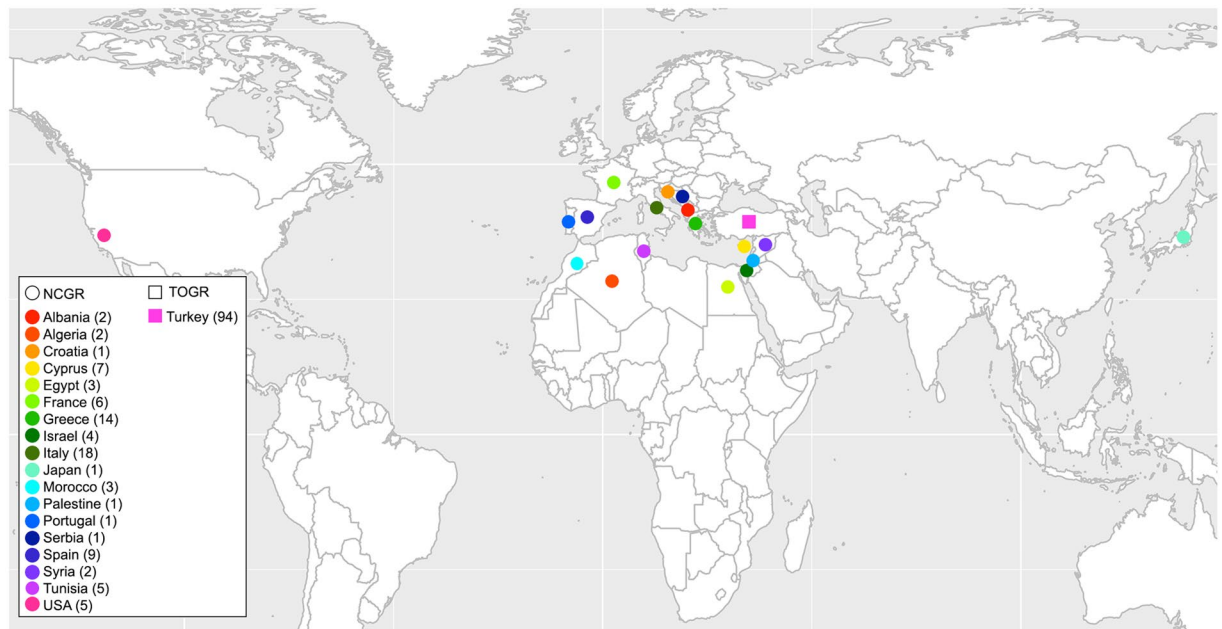 NCGR
TOGR
Albania (2)
Turkey (94)
Algeria (2)
Croatia (1)
Cyprus (7)
Egypt (3)
France (6)
Greece (14)
Israel (4)
Italy (18)
Japan (1)
Morocco (3)
Palestine (1)
Portugal (1)
Serbia (1)
Spain (9)
Syria (2)
Tunisia (5)
USA (5)